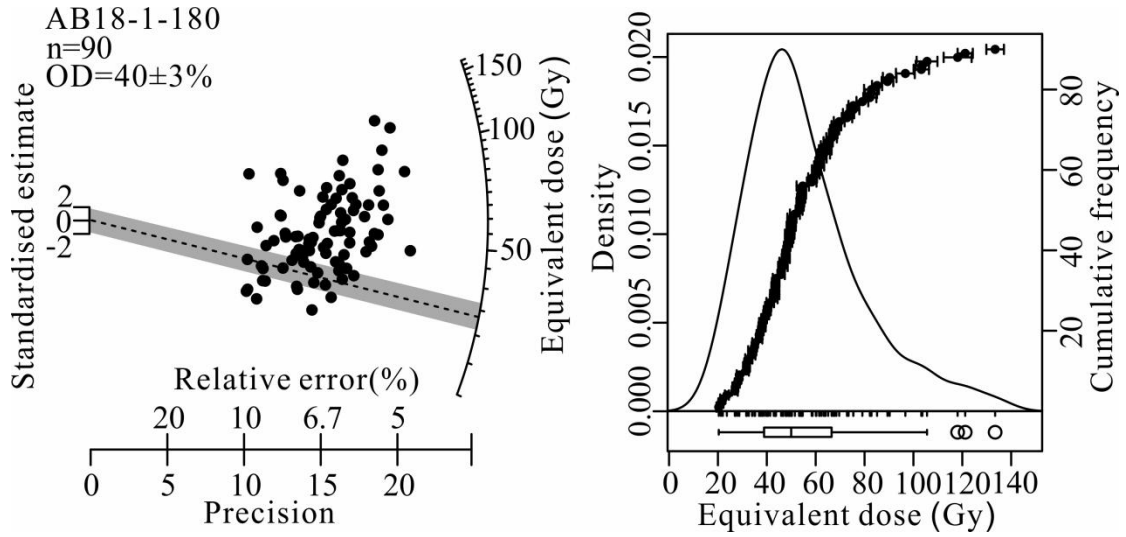 AB18-1-180
n=90
OD=40±3%
Standardised estimate
2
0
-2
150
100
50
Equivalent dose (Gy)
Relative error(%)
20 10 6.7 5
0 5 10 15 20
Precision
Density
0.000
0.005
0.010
0.015
0.020
Cumulative frequency
20
40
60
80
0 20 40 60 80 100 120 140
Equivalent dose (Gy)